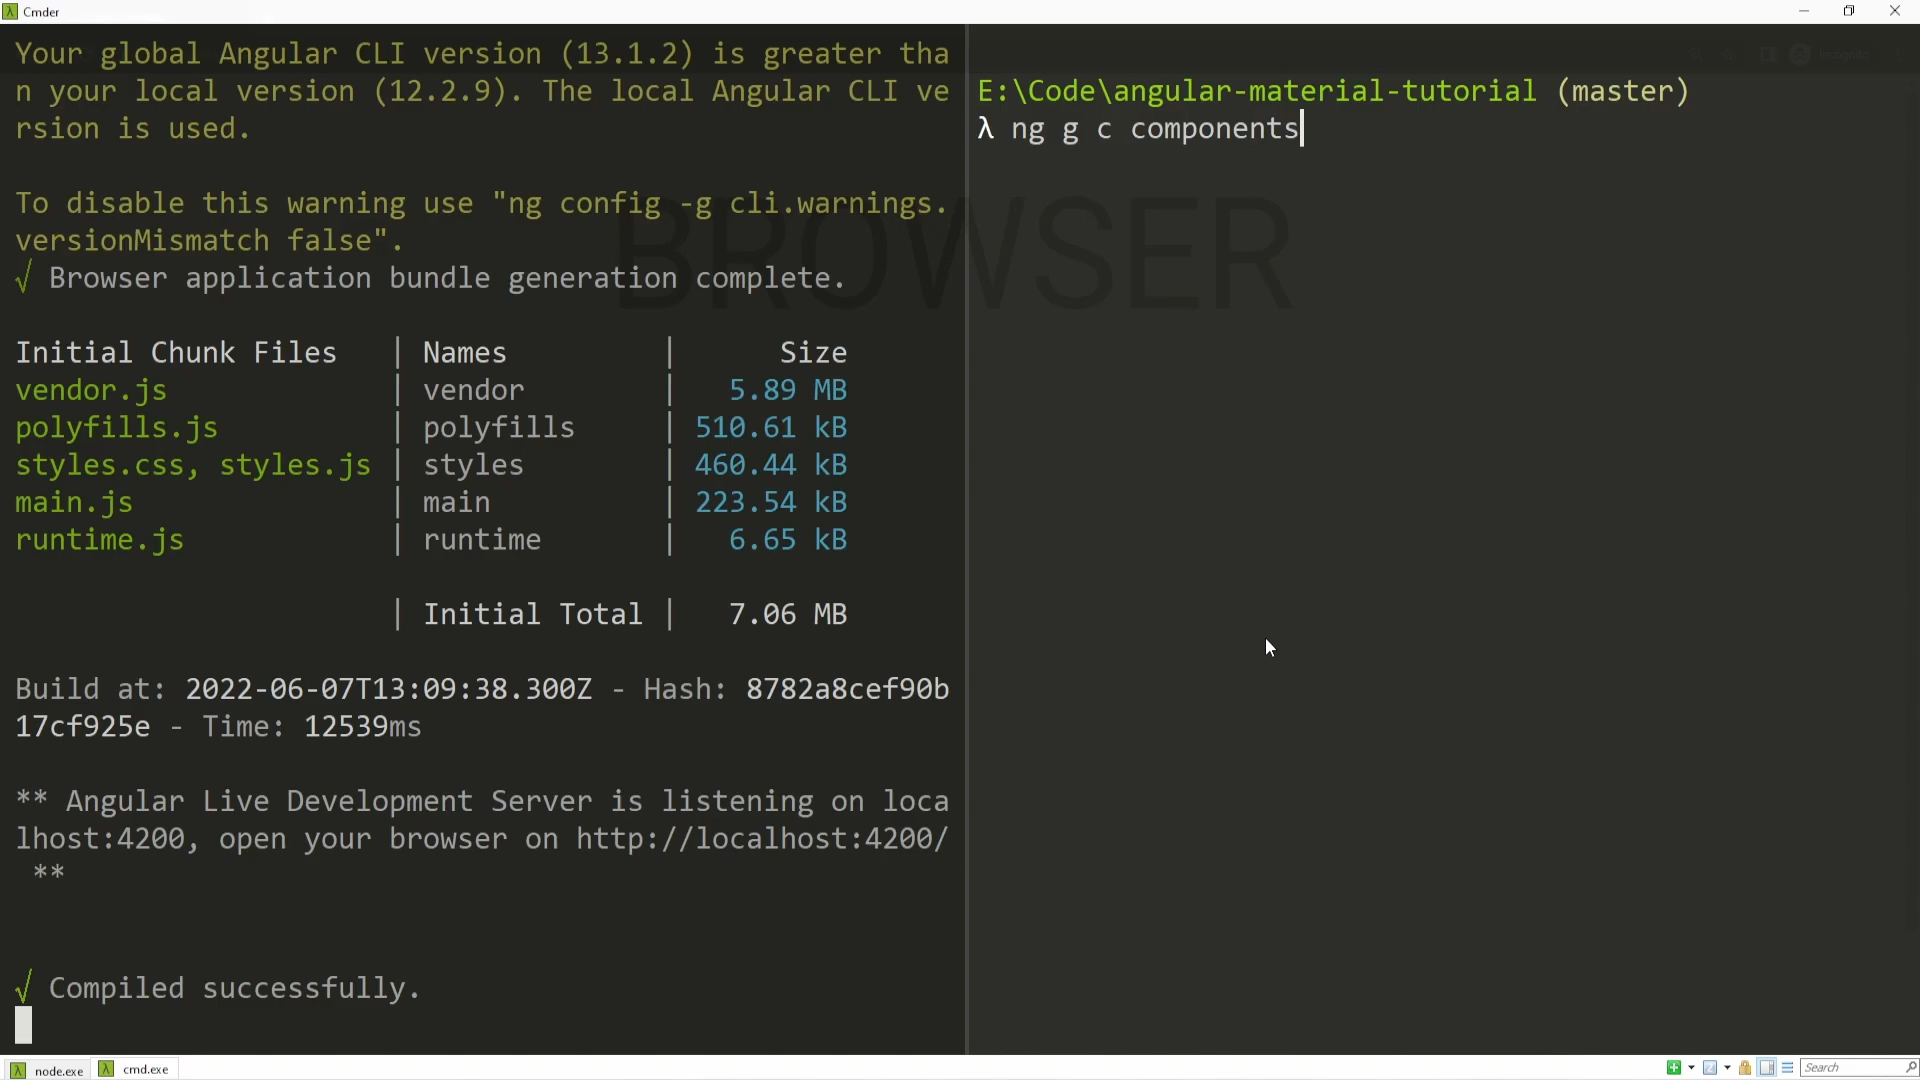 Cmder
Your global Angular CLI version (13.1.2) is greater tha
n your local version (12.2.9). The local Angular CLI ve
rsion is used.
To disable this warning use "ng config -g cli.warnings.
versionMismatch false".
√ Browser application bundle generation complete.
Initial Chunk Files | Names | Size
vendor.js | vendor | 5.89 MB
polyfills.js | polyfills | 510.61 kB
styles.css, styles.js | styles | 460.44 kB
main.js | main | 223.54 kB
runtime.js | runtime | 6.65 kB
| Initial Total | 7.06 MB
Build at: 2022-06-07T13:09:38.300Z - Hash: 8782a8cef90b
17cf925e - Time: 12539ms
** Angular Live Development Server is listening on loca
lhost:4200, open your browser on http://localhost:4200/
**
√ Compiled successfully.
E:\Code\angular-material-tutorial (master)
λ ng g c components
BROWSER
Incognito
node.exe
cmd.exe
Search